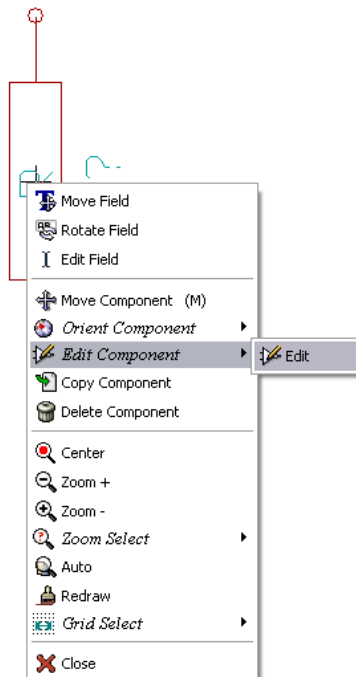 Move Field
Rotate Field
Edit Field
Move Component (M)
Orient Component
Edit Component
Edit
Copy Component
Delete Component
Center
Zoom +
Zoom -
Zoom Select
Auto
Redraw
Grid Select
Close